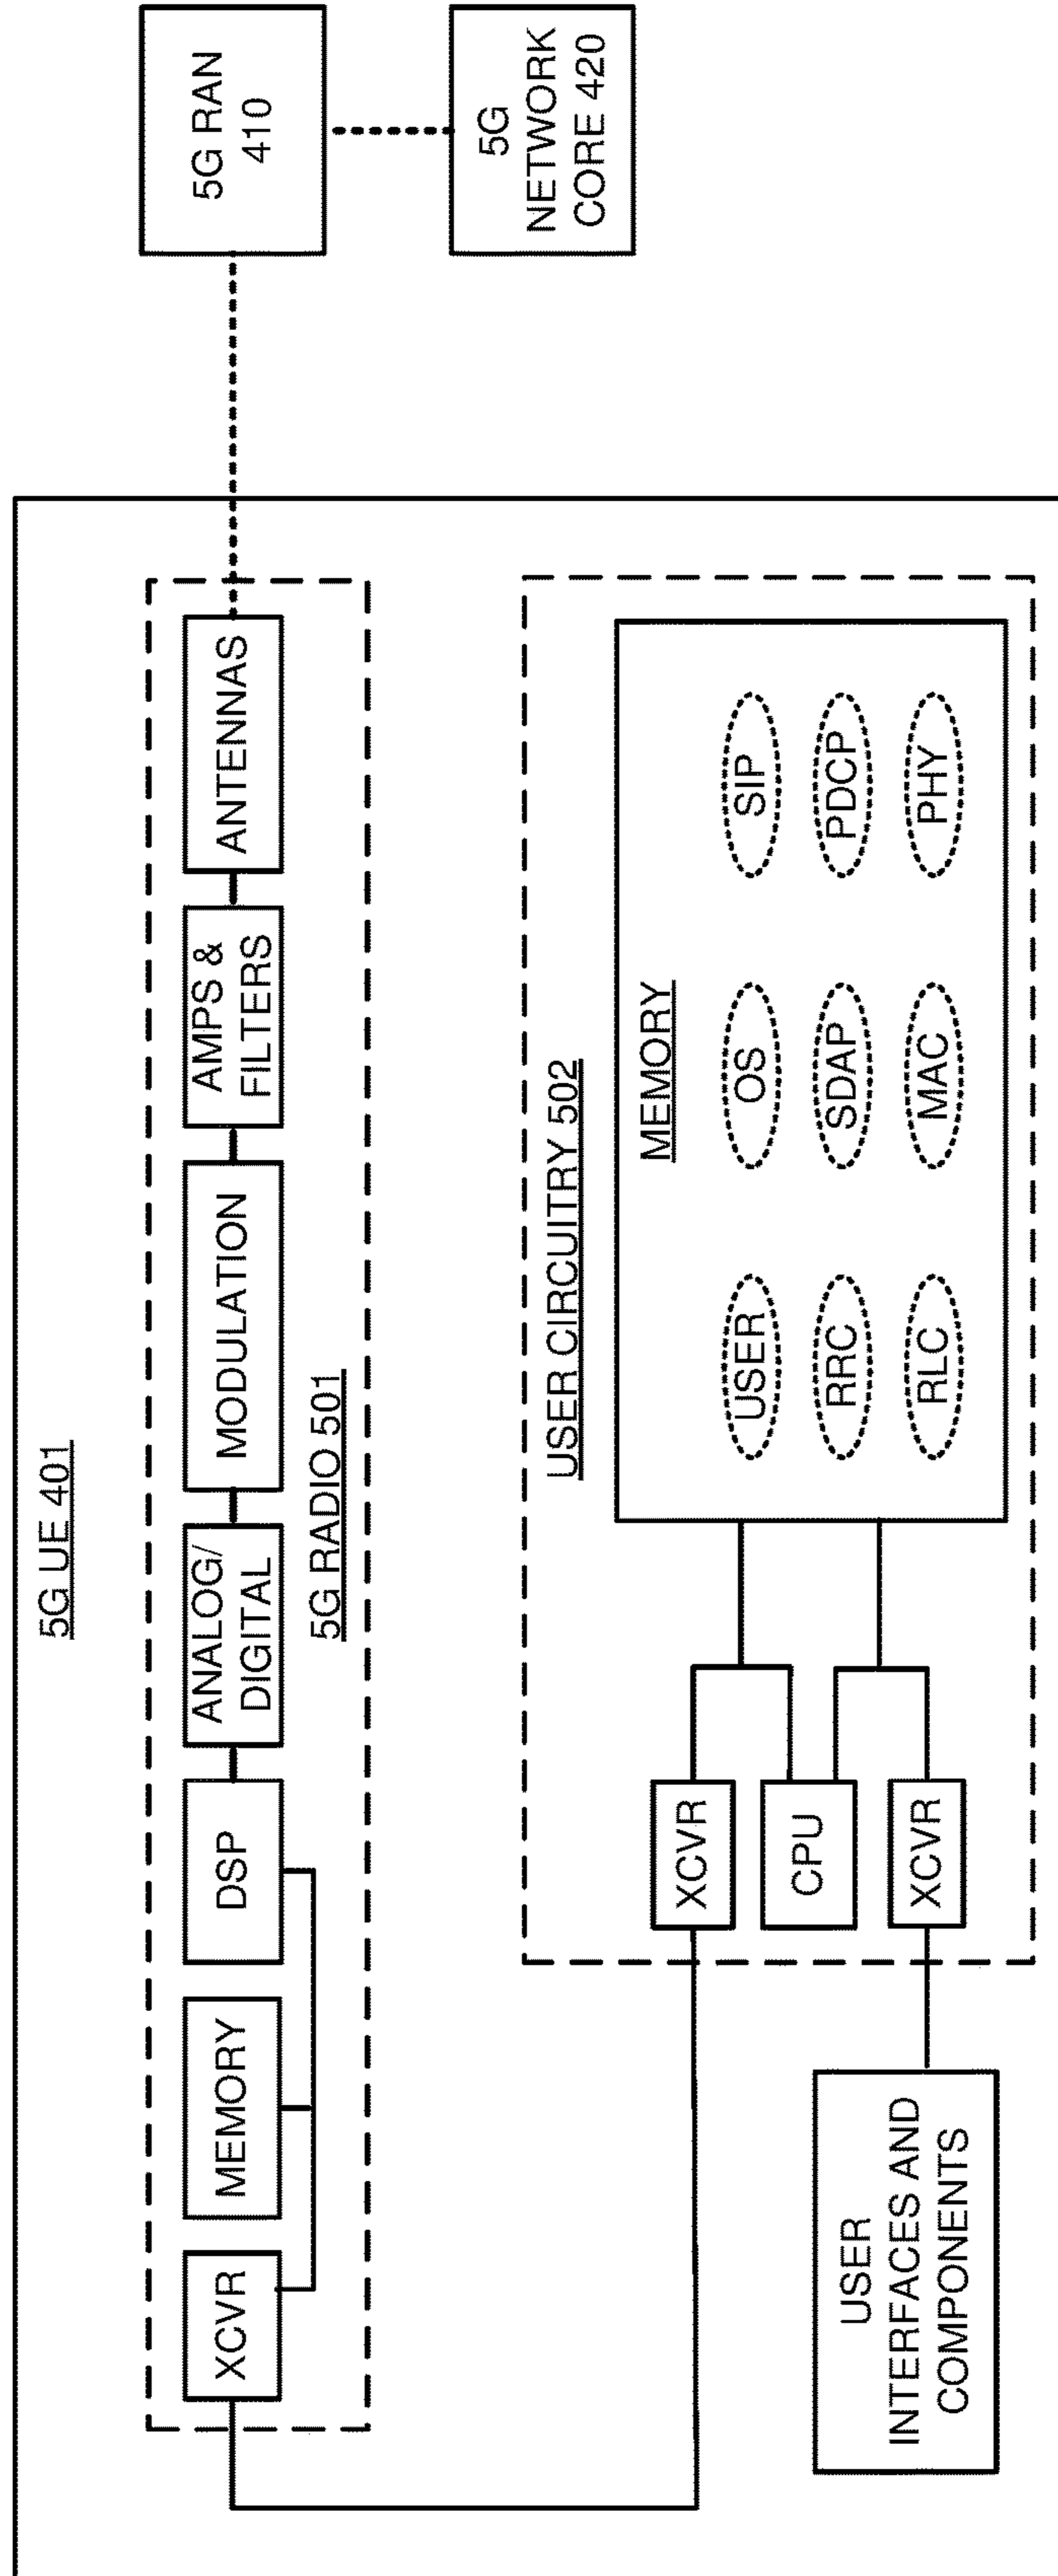 5G UE 401
XCVR
MEMORY
DSP
ANALOG/
DIGITAL
MODULATION
AMPS &
FILTERS
ANTENNAS
5G RADIO 501
5G RAN
410
5G
NETWORK
CORE 420
USER CIRCUITRY 502
XCVR
CPU
XCVR
MEMORY
USER
OS
SIP
RRC
SDAP
PDCP
RLC
MAC
PHY
USER
INTERFACES AND
COMPONENTS